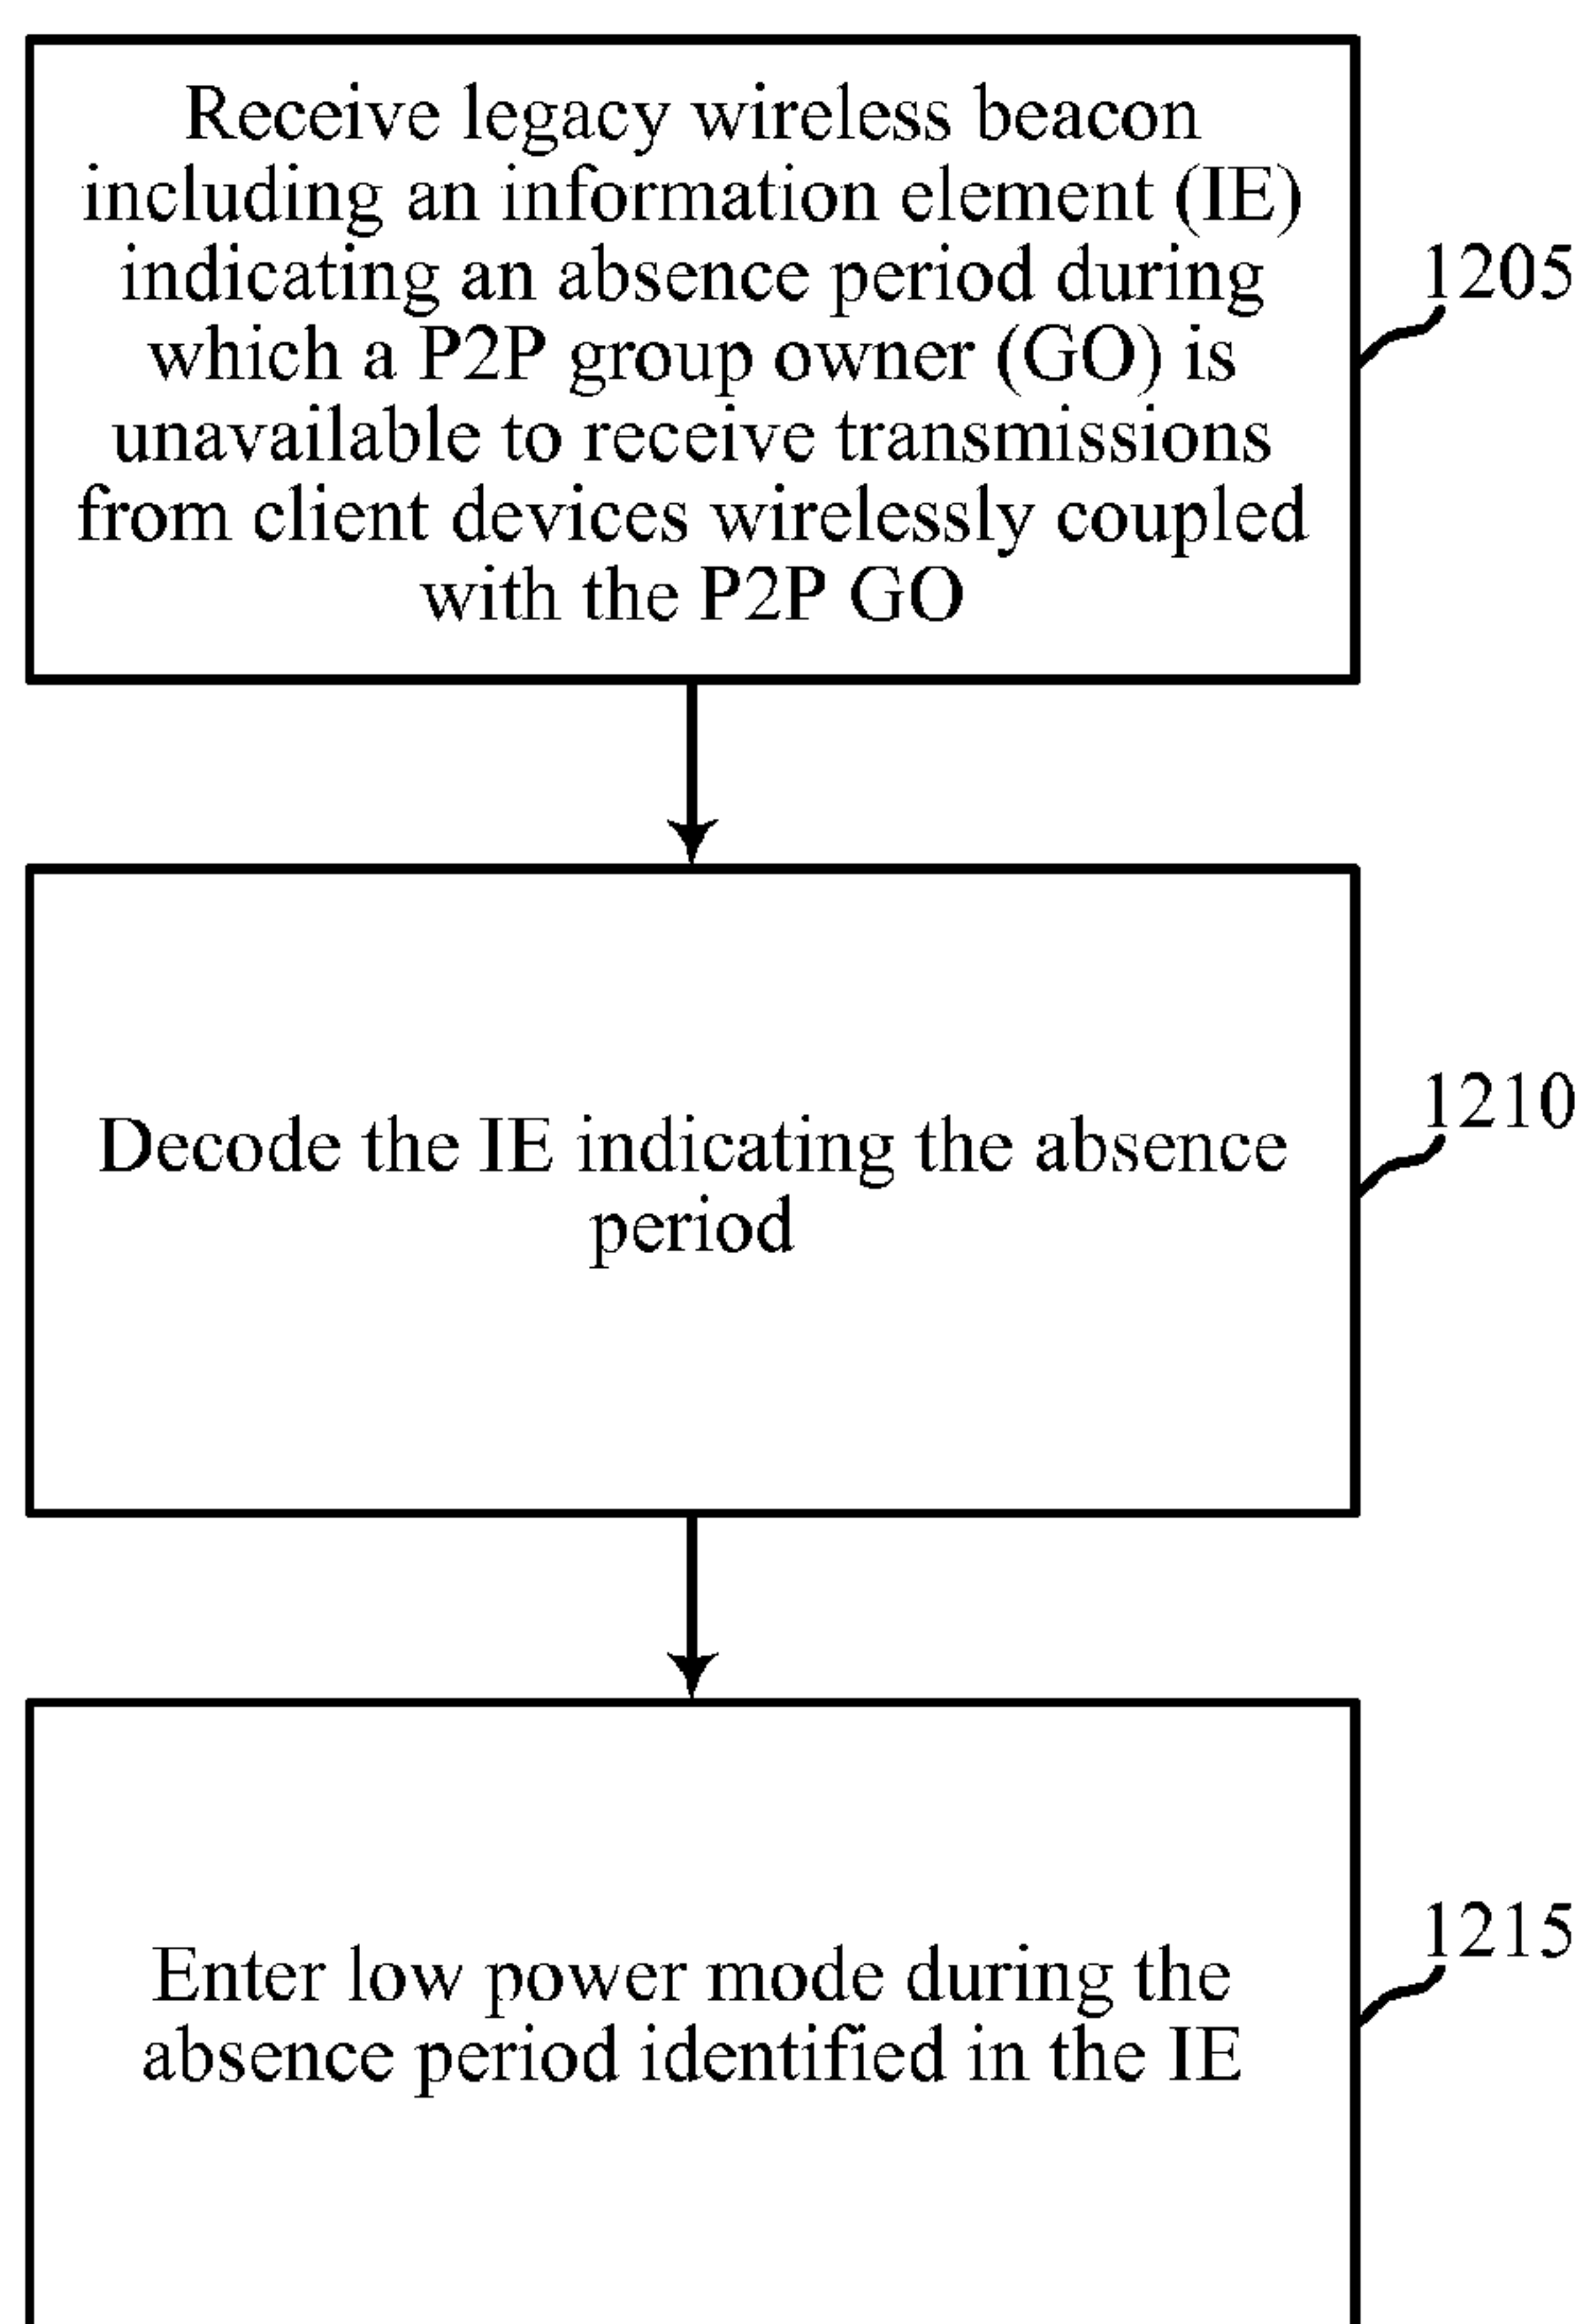 Receive legacy wireless beacon
including an information element (IE)
indicating an absence period during
which a P2P group owner (GO) is
unavailable to receive transmissions
from client devices wirelessly coupled
with the P2P GO
1205
Decode the IE indicating the absence
period
1210
Enter low power mode during the
absence period identified in the IE
1215